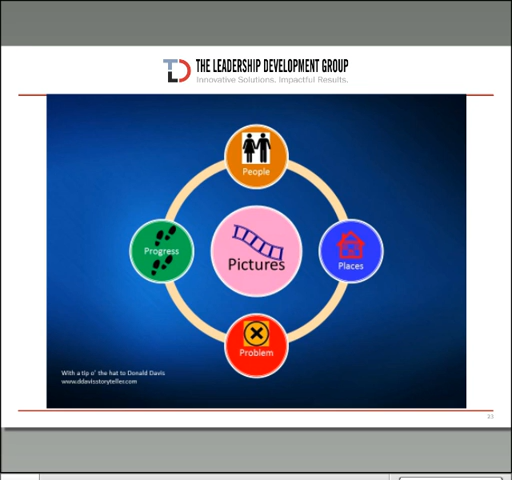 THE LEADERSHIP DEVELOPMENT GROUP
Innovative Solutions. Impactful Results.
People
Progress
Pictures
Places
Problem
With a tip o' the hat to Donald Davis
www.ddavisstoryteller.com